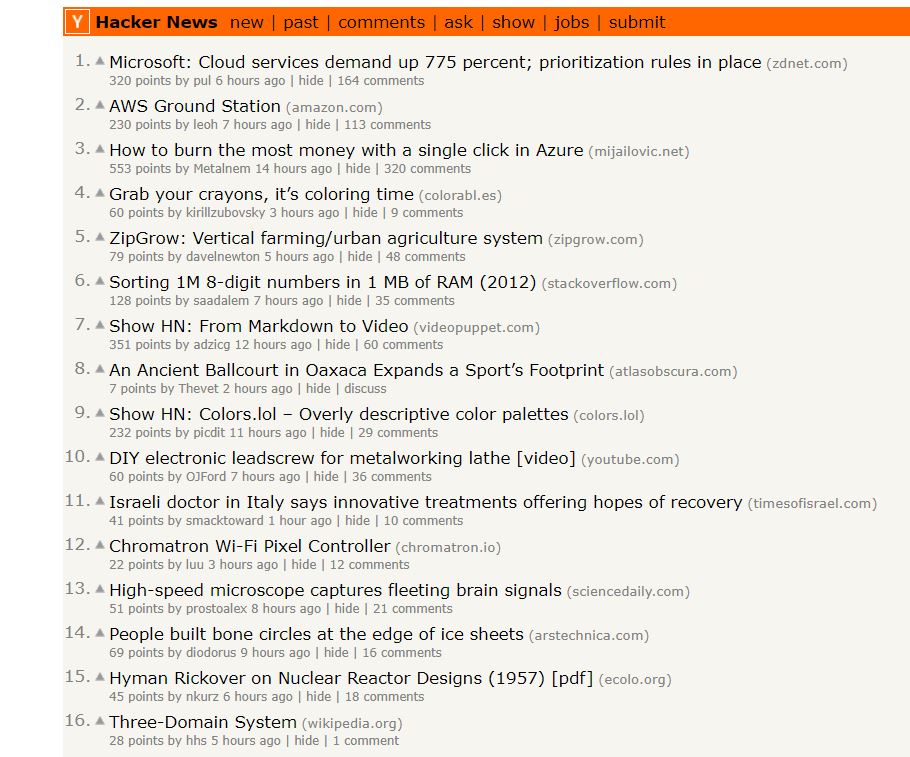 Y Hacker News new | past | comments | ask | show | jobs | submit
1. Microsoft: Cloud services demand up 775 percent; prioritization rules in place (zdnet.com)
320 points by pul 6 hours ago | hide | 164 comments
2. AWS Ground Station (amazon.com)
230 points by leoh 7 hours ago | hide | 113 comments
3. How to burn the most money with a single click in Azure (mijailovic.net)
553 points by Metalnem 14 hours ago | hide | 320 comments
4. Grab your crayons, it’s coloring time (colorabl.es)
60 points by kirillzubovsky 3 hours ago | hide | 9 comments
5. ZipGrow: Vertical farming/urban agriculture system (zipgrow.com)
79 points by davelnewton 5 hours ago | hide | 48 comments
6. Sorting 1M 8-digit numbers in 1 MB of RAM (2012) (stackoverflow.com)
128 points by saadalem 7 hours ago | hide | 35 comments
7. Show HN: From Markdown to Video (videopuppet.com)
351 points by adzicg 12 hours ago | hide | 60 comments
8. An Ancient Ballcourt in Oaxaca Expands a Sport’s Footprint (atlasobscura.com)
7 points by Thevet 2 hours ago | hide | discuss
9. Show HN: Colors.lol – Overly descriptive color palettes (colors.lol)
232 points by picdit 11 hours ago | hide | 29 comments
10. DIY electronic leadscrew for metalworking lathe [video] (youtube.com)
60 points by OJFord 7 hours ago | hide | 36 comments
11. Israeli doctor in Italy says innovative treatments offering hopes of recovery (timesofisrael.com)
41 points by smacktoward 1 hour ago | hide | 10 comments
12. Chromatron Wi-Fi Pixel Controller (chromatron.io)
22 points by luu 3 hours ago | hide | 12 comments
13. High-speed microscope captures fleeting brain signals (sciencedaily.com)
51 points by prostoalex 8 hours ago | hide | 21 comments
14. People built bone circles at the edge of ice sheets (arstechnica.com)
69 points by diodorus 9 hours ago | hide | 16 comments
15. Hyman Rickover on Nuclear Reactor Designs (1957) [pdf] (ecolo.org)
45 points by nkurz 6 hours ago | hide | 18 comments
16. Three-Domain System (wikipedia.org)
28 points by hhs 5 hours ago | hide | 1 comment